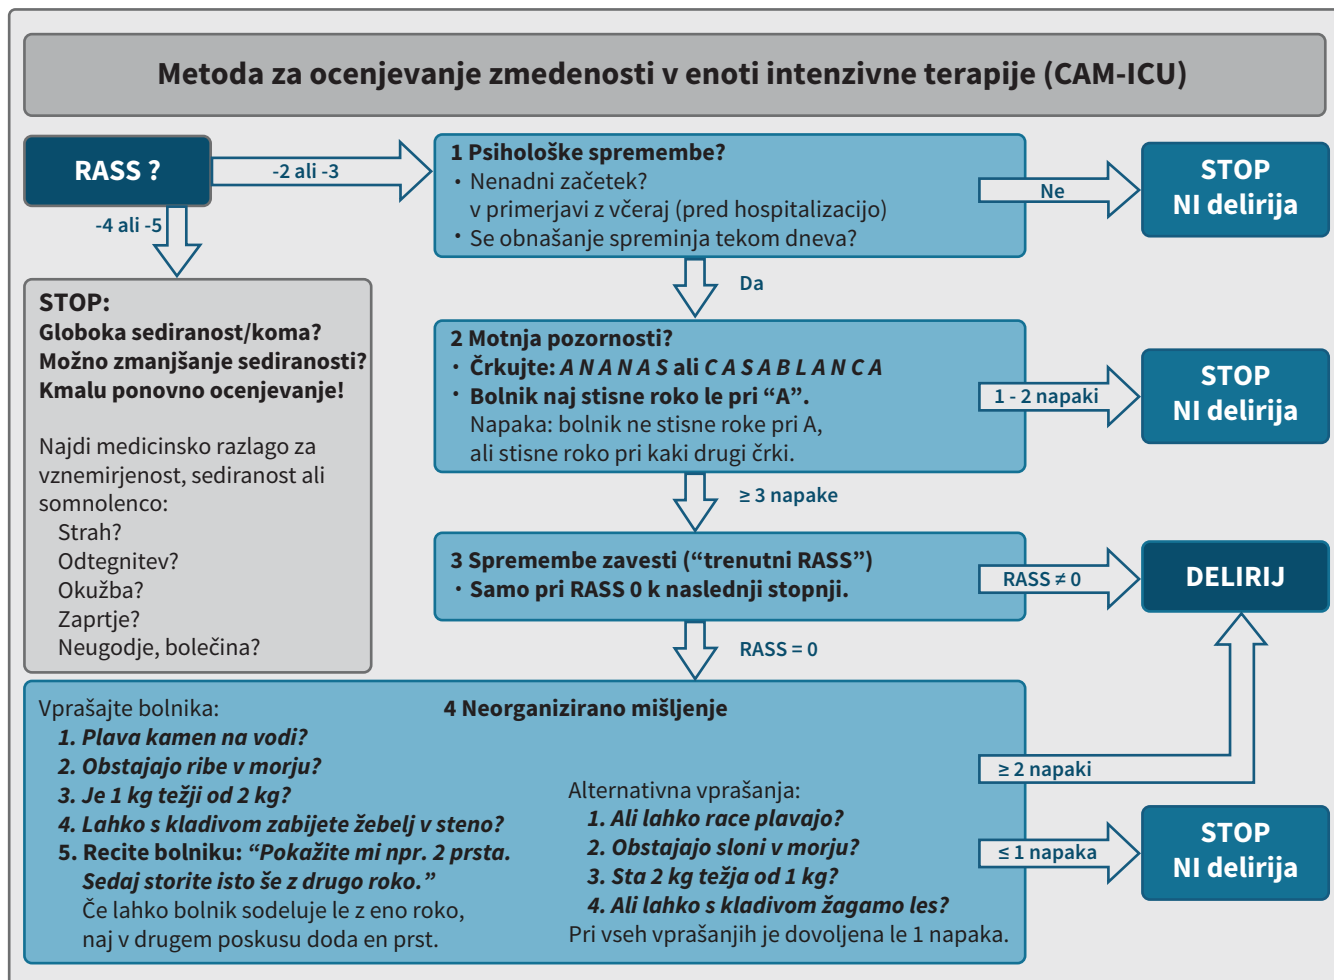 Metoda za ocenjevanje zmedenosti v enoti intenzivne terapije (CAM-ICU)
RASS ?
-2 ali -3
-4 ali -5
1 Psihološke spremembe?
· Nenadni začetek?
v primerjavi z včeraj (pred hospitalizacijo)
· Se obnašanje spreminja tekom dneva?
Ne
STOP
NI delirija
Da
STOP:
Globoka sediranost/koma?
Možno zmanjšanje sediranosti?
Kmalu ponovno ocenjevanje!
Najdi medicinsko razlago za
vznemirjenost, sediranost ali
somnolenco:
Strah?
Odtegnitev?
Okužba?
Zaprtje?
Neugodje, bolečina?
2 Motnja pozornosti?
· Črkujte: A N A N A S ali C A S A B L A N C A
· Bolnik naj stisne roko le pri “A”.
Napaka: bolnik ne stisne roke pri A,
ali stisne roko pri kaki drugi črki.
1 - 2 napaki
STOP
NI delirija
≥ 3 napake
3 Spremembe zavesti (“trenutni RASS”)
· Samo pri RASS 0 k naslednji stopnji.
RASS ≠ 0
DELIRIJ
RASS = 0
4 Neorganizirano mišljenje
Vprašajte bolnika:
1. Plava kamen na vodi?
2. Obstajajo ribe v morju?
3. Je 1 kg težji od 2 kg?
4. Lahko s kladivom zabijete žebelj v steno?
5. Recite bolniku: “Pokažite mi npr. 2 prsta.
Sedaj storite isto še z drugo roko.”
Če lahko bolnik sodeluje le z eno roko,
naj v drugem poskusu doda en prst.
Alternativna vprašanja:
1. Ali lahko race plavajo?
2. Obstajajo sloni v morju?
3. Sta 2 kg težja od 1 kg?
4. Ali lahko s kladivom žagamo les?
Pri vseh vprašanjih je dovoljena le 1 napaka.
≥ 2 napaki
≤ 1 napaka
STOP
NI delirija